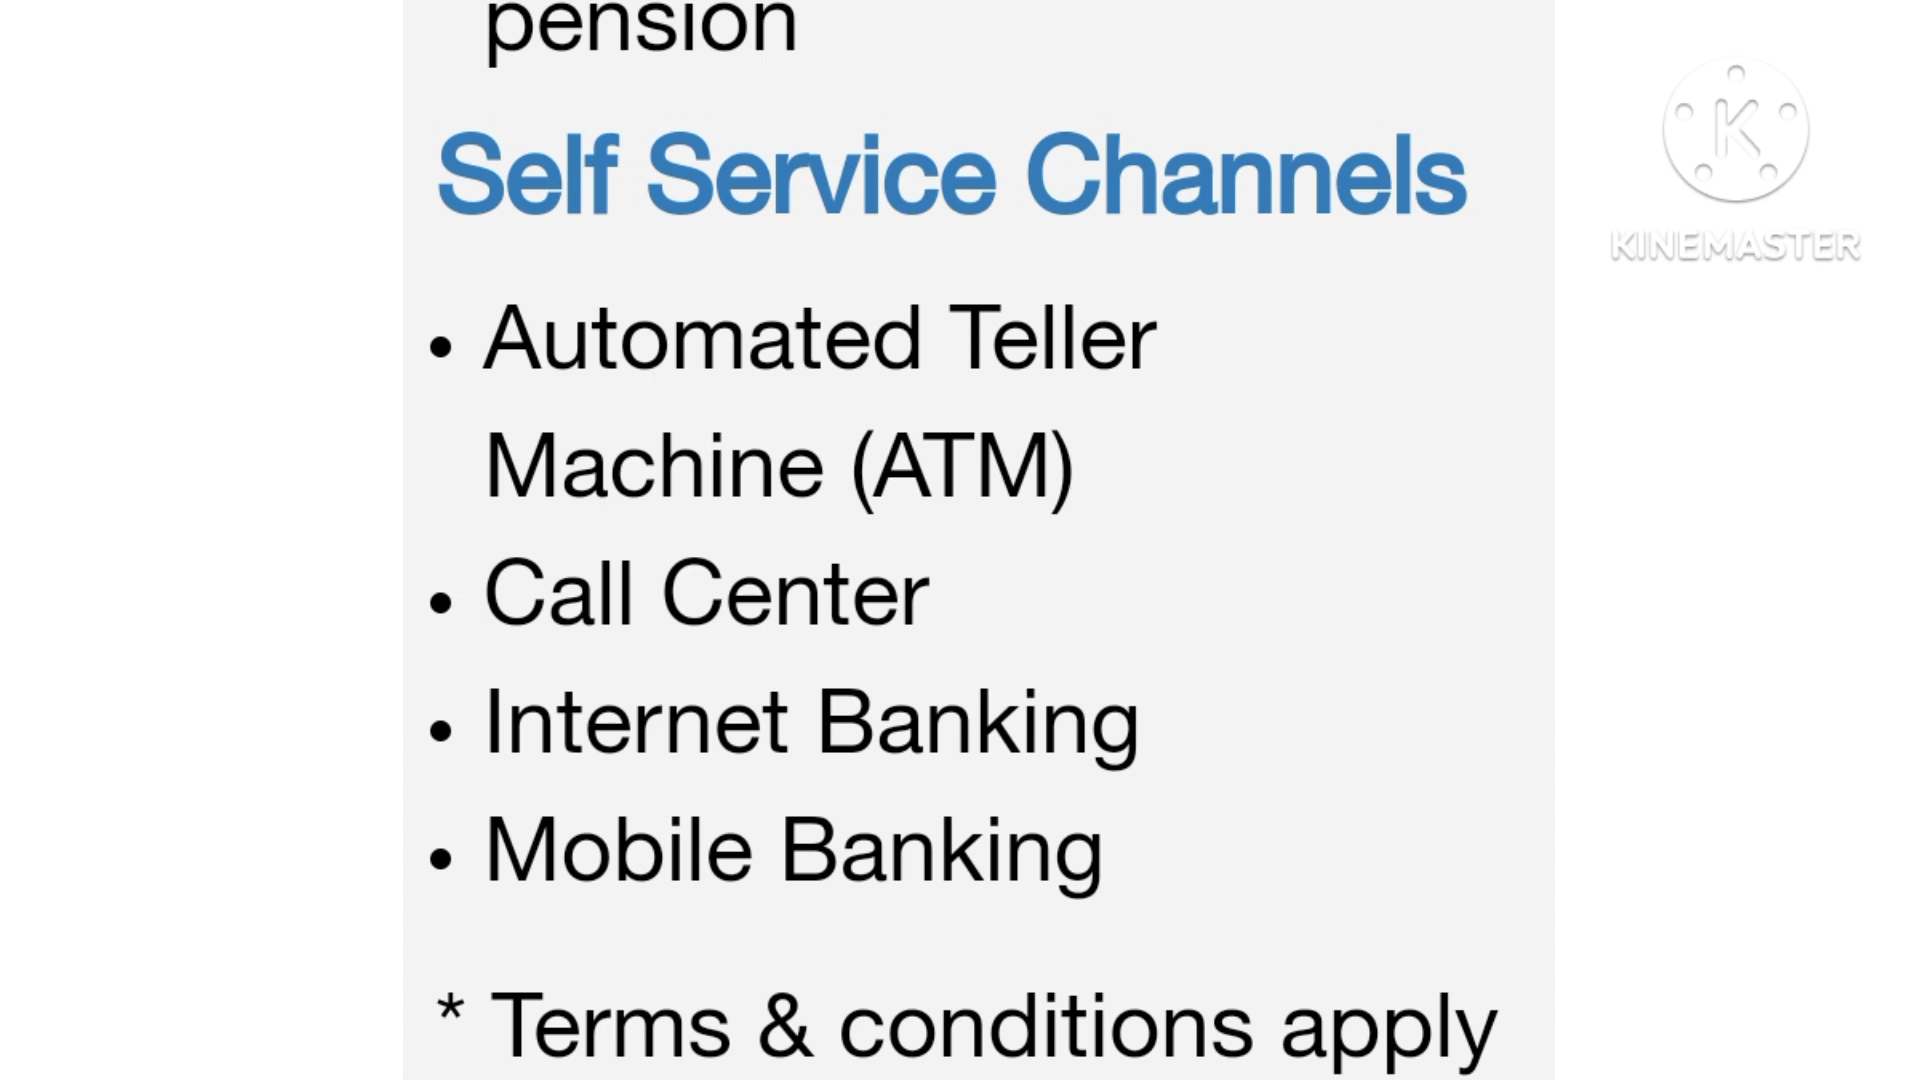 pension
Self Service Channels
K
KINEMASTER
• Automated Teller
Machine (ATM)
• Call Center
• Internet Banking
• Mobile Banking
* Terms & conditions apply